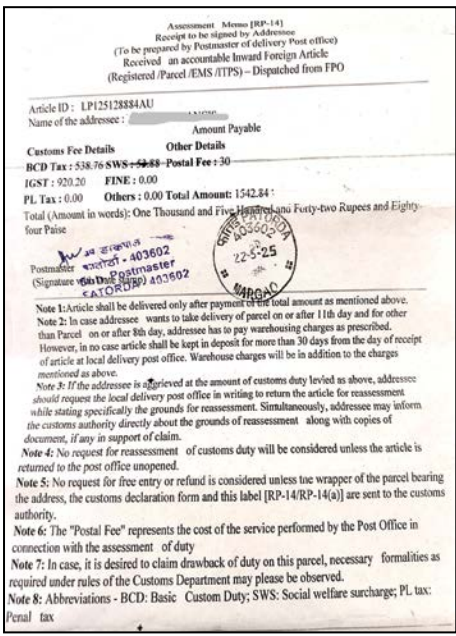 Assessment Memo [RP-14]
Receipt to be signed by Addressee
(To be prepared by Postmaster of delivery Post office)
Received an accountable Inward Foreign Article
(Registered /Parcel /EMS /ITPS) – Dispatched from FPO
Article ID : LP125128884AU
Name of the addressee :
Amount Payable
Customs Fee Details Other Details
BCD Tax : 538.76 SWS : 53.88 Postal Fee : 30
IGST : 920.20 FINE : 0.00
PL Tax : 0.00 Others : 0.00 Total Amount: 1542.84 :
Total (Amount in words): One Thousand and Five Hundred and Forty-two Rupees and Eighty-
four Paise
FATORDA
403602
22-5-25
MARGAO
उप डाकपाल
Postmaster फातोर्डा - 403602
(Signature with Date Stamp) Postmaster
FATORDA 403602
Note 1:Article shall be delivered only after payment of the total amount as mentioned above.
Note 2: In case addressee wants to take delivery of parcel on or after 11th day and for other
than Parcel on or after 8th day, addressee has to pay warehousing charges as prescribed.
However, in no case article shall be kept in deposit for more than 30 days from the day of receipt
of article at local delivery post office. Warehouse charges will be in addition to the charges
mentioned as above.
Note 3: If the addressee is aggrieved at the amount of customs duty levied as above, addressee
should request the local delivery post office in writing to return the article for reassessment
while stating specifically the grounds for reassessment. Simultaneously, addressee may inform
the customs authority directly about the grounds of reassessment along with copies of
document, if any in support of claim.
Note 4: No request for reassessment of customs duty will be considered unless the article is
returned to the post office unopened.
Note 5: No request for free entry or refund is considered unless tne wrapper of the parcel bearing
the address, the customs declaration form and this label [RP-14/RP-14(a)] are sent to the customs
authority.
Note 6: The "Postal Fee" represents the cost of the service performed by the Post Office in
connection with the assessment of duty
Note 7: In case, it is desired to claim drawback of duty on this parcel, necessary formalities as
required under rules of the Customs Department may please be observed.
Note 8: Abbreviations - BCD: Basic Custom Duty; SWS: Social welfare surcharge; PL tax:
Penal tax